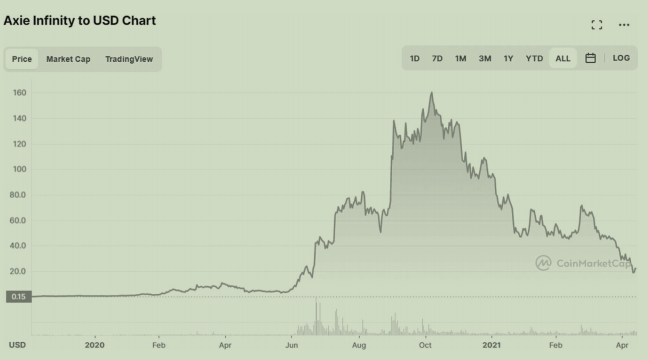 Axie Infinity to USD Chart
Price Market Cap TradingView 1D 7D 1M 3M 1Y YTD ALL LOG
160
140
120
100
80.0
60.0
40.0
20.0
0.15
CoinMarketCap
USD 2020 Feb Apr Jun Aug Oct 2021 Feb Apr